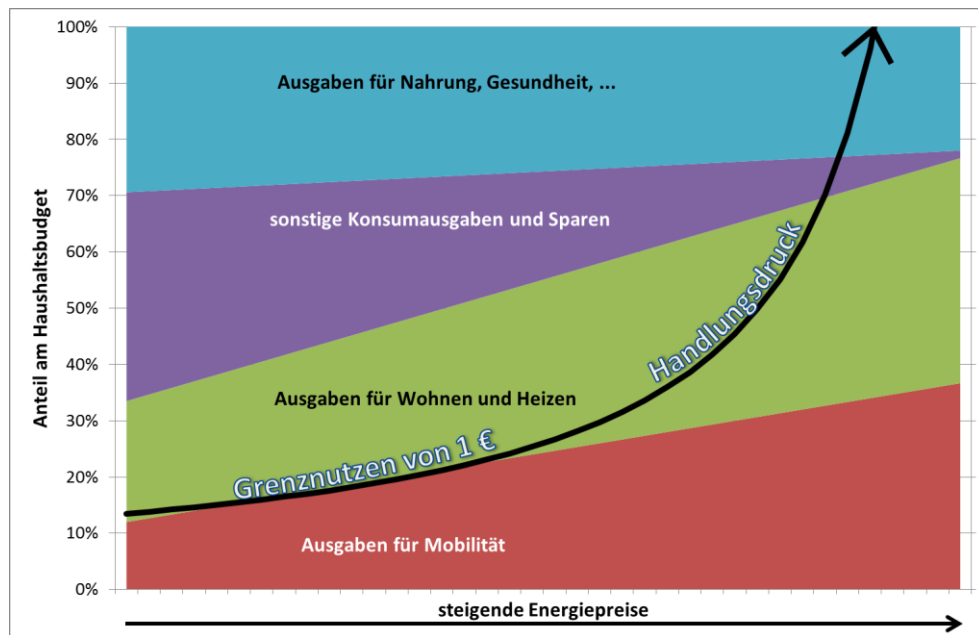 100%
90%
80%
70%
60%
50%
40%
30%
20%
10%
0%
Anteil am Haushaltsbudget
Ausgaben für Nahrung, Gesundheit, ...
sonstige Konsumausgaben und Sparen
Handlungsdruck
Ausgaben für Wohnen und Heizen
Grenznutzen von 1 €
Ausgaben für Mobilität
steigende Energiepreise